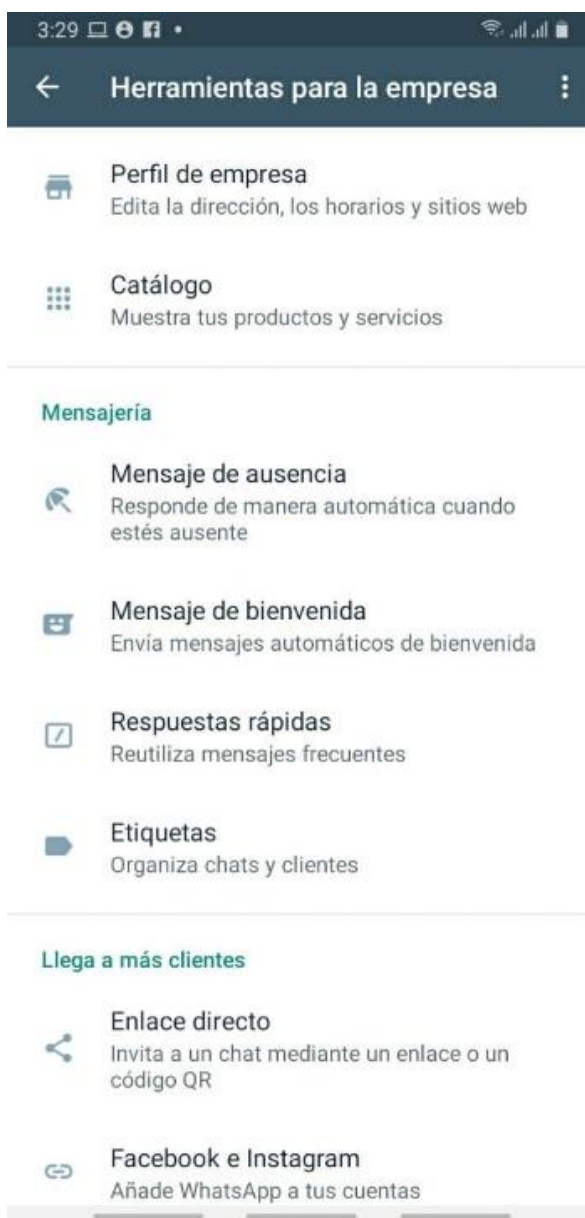 3:29
Herramientas para la empresa
Perfil de empresa
Edita la dirección, los horarios y sitios web
Catálogo
Muestra tus productos y servicios
Mensajería
Mensaje de ausencia
Responde de manera automática cuando
estés ausente
Mensaje de bienvenida
Envía mensajes automáticos de bienvenida
Respuestas rápidas
Reutiliza mensajes frecuentes
Etiquetas
Organiza chats y clientes
Llega a más clientes
Enlace directo
Invita a un chat mediante un enlace o un
código QR
Facebook e Instagram
Añade WhatsApp a tus cuentas